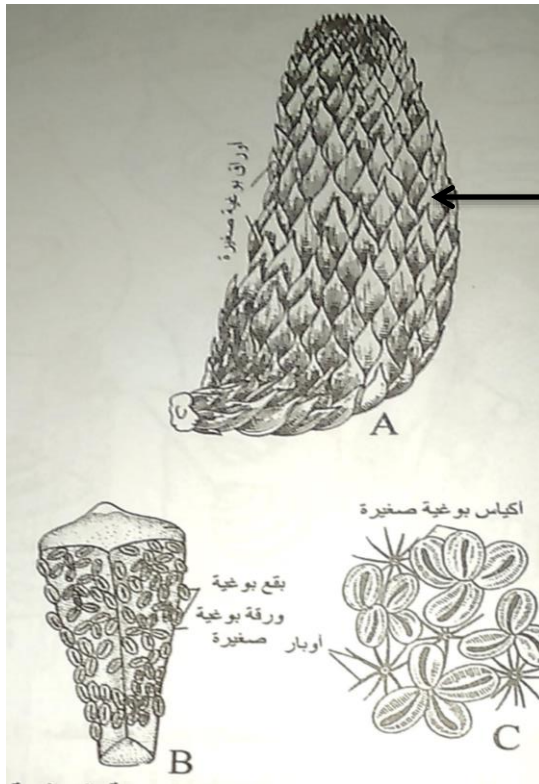 أوراق بوغية صغيرة
A
أكياس بوغية صغيرة
بقع بوغية
ورقة بوغية
صغيرة
أوبار
B
C